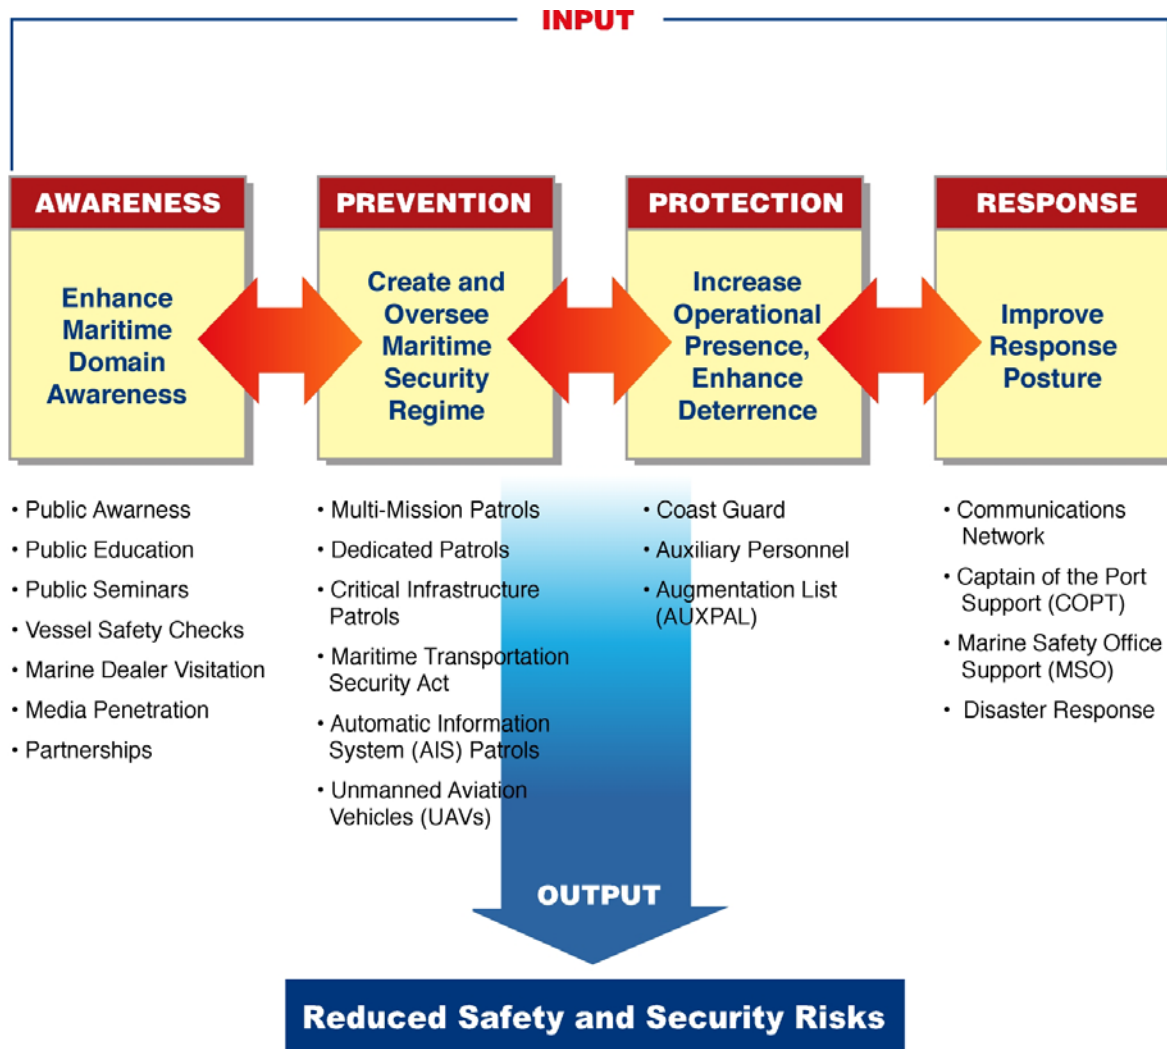 INPUT
AWARENESS
Enhance
Maritime
Domain
Awareness
• Public Awarness
• Public Education
• Public Seminars
• Vessel Safety Checks
• Marine Dealer Visitation
• Media Penetration
• Partnerships
PREVENTION
Create and
Oversee
Maritime
Security
Regime
• Multi-Mission Patrols
• Dedicated Patrols
• Critical Infrastructure
Patrols
• Maritime Transportation
Security Act
• Automatic Information
System (AIS) Patrols
• Unmanned Aviation
Vehicles (UAVs)
PROTECTION
Increase
Operational
Presence,
Enhance
Deterrence
• Coast Guard
• Auxiliary Personnel
• Augmentation List
(AUXPAL)
RESPONSE
Improve
Response
Posture
• Communications
Network
• Captain of the Port
Support (COPT)
• Marine Safety Office
Support (MSO)
• Disaster Response
OUTPUT
Reduced Safety and Security Risks